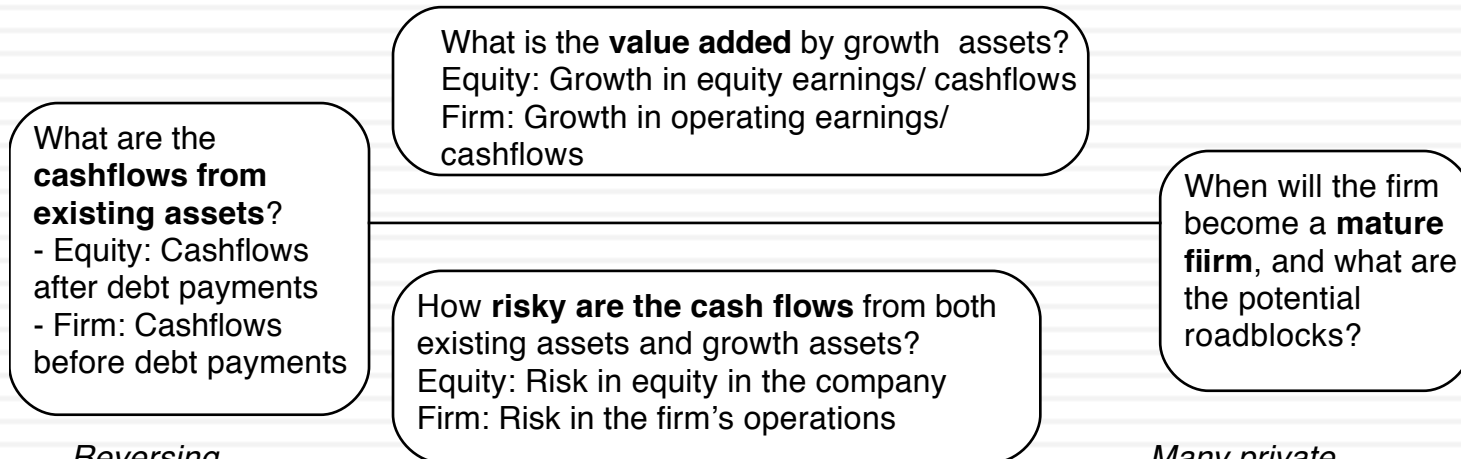 What is the value added by growth assets?
Equity: Growth in equity earnings/ cashflows
Firm: Growth in operating earnings/
cashflows
What are the
cashflows from
existing assets?
- Equity: Cashflows
after debt payments
- Firm: Cashflows
before debt payments
How risky are the cash flows from both
existing assets and growth assets?
Equity: Risk in equity in the company
Firm: Risk in the firm's operations
When will the firm
become a mature
fiirm, and what are
the potential
roadblocks?
Reversing
Many private